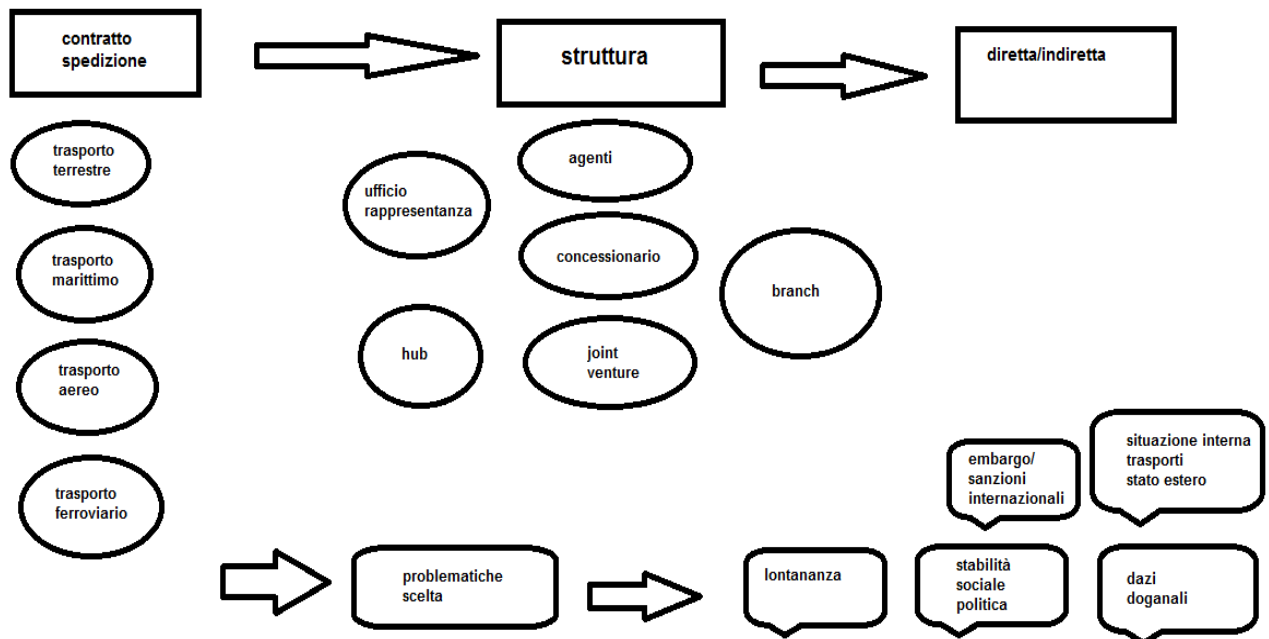 contratto
spedizione
struttura
diretta/indiretta
trasporto
terrestre
trasporto
marittimo
trasporto
aereo
trasporto
ferroviario
ufficio
rappresentanza
hub
agenti
concessionario
joint
venture
branch
problematiche
scelta
lontananza
embargo/
sanzioni
internazionali
situazione interna
trasporti
stato estero
stabilità
sociale
politica
dazi
doganali